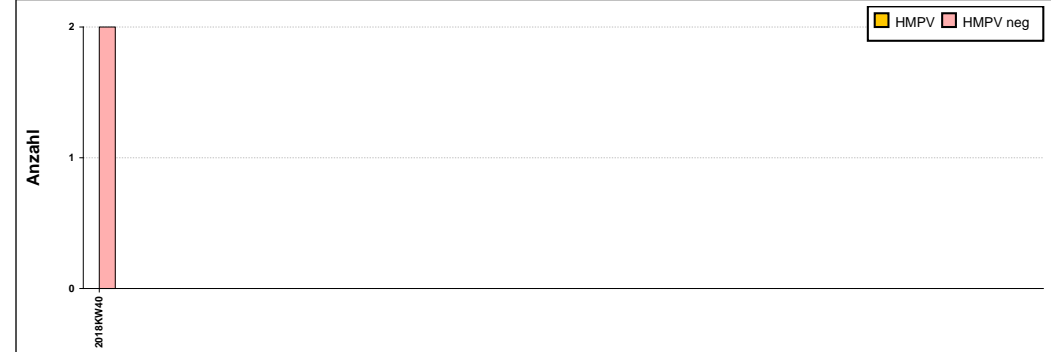 HMPV HMPV neg
Anzahl
2
1
0
2018KW40